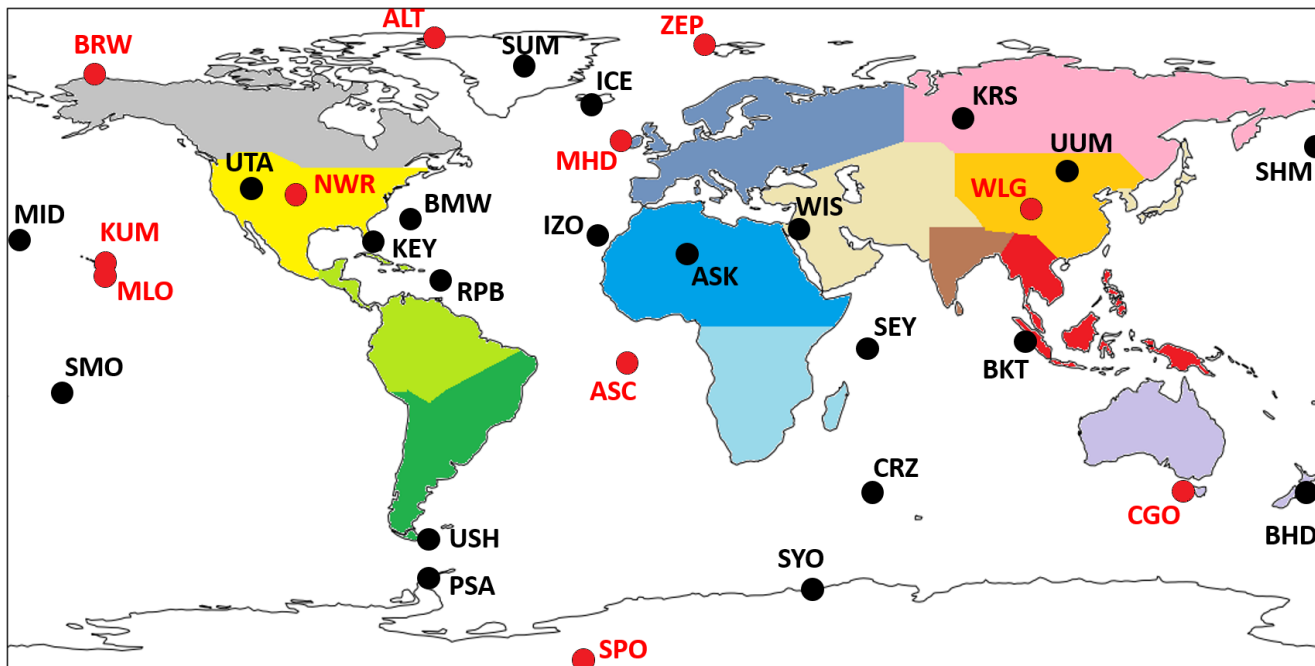 ALT
ZEP
BRW
SUM
ICE
KRS
MHD
UUM
UTA
NWR
SHM
WLG
MID
BMW
IZO
WIS
KUM
KEY
ASK
MLO
RPB
SEY
SMO
ASC
BKT
CRZ
CGO
USH
BHD
SYO
PSA
SPO